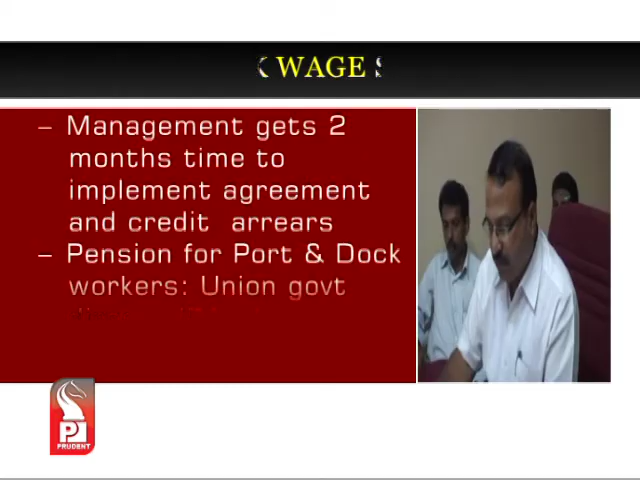 WAGE
– Management gets 2
months time to
implement agreement
and credit arrears
– Pension for Port & Dock
workers: Union govt
PRUDENT